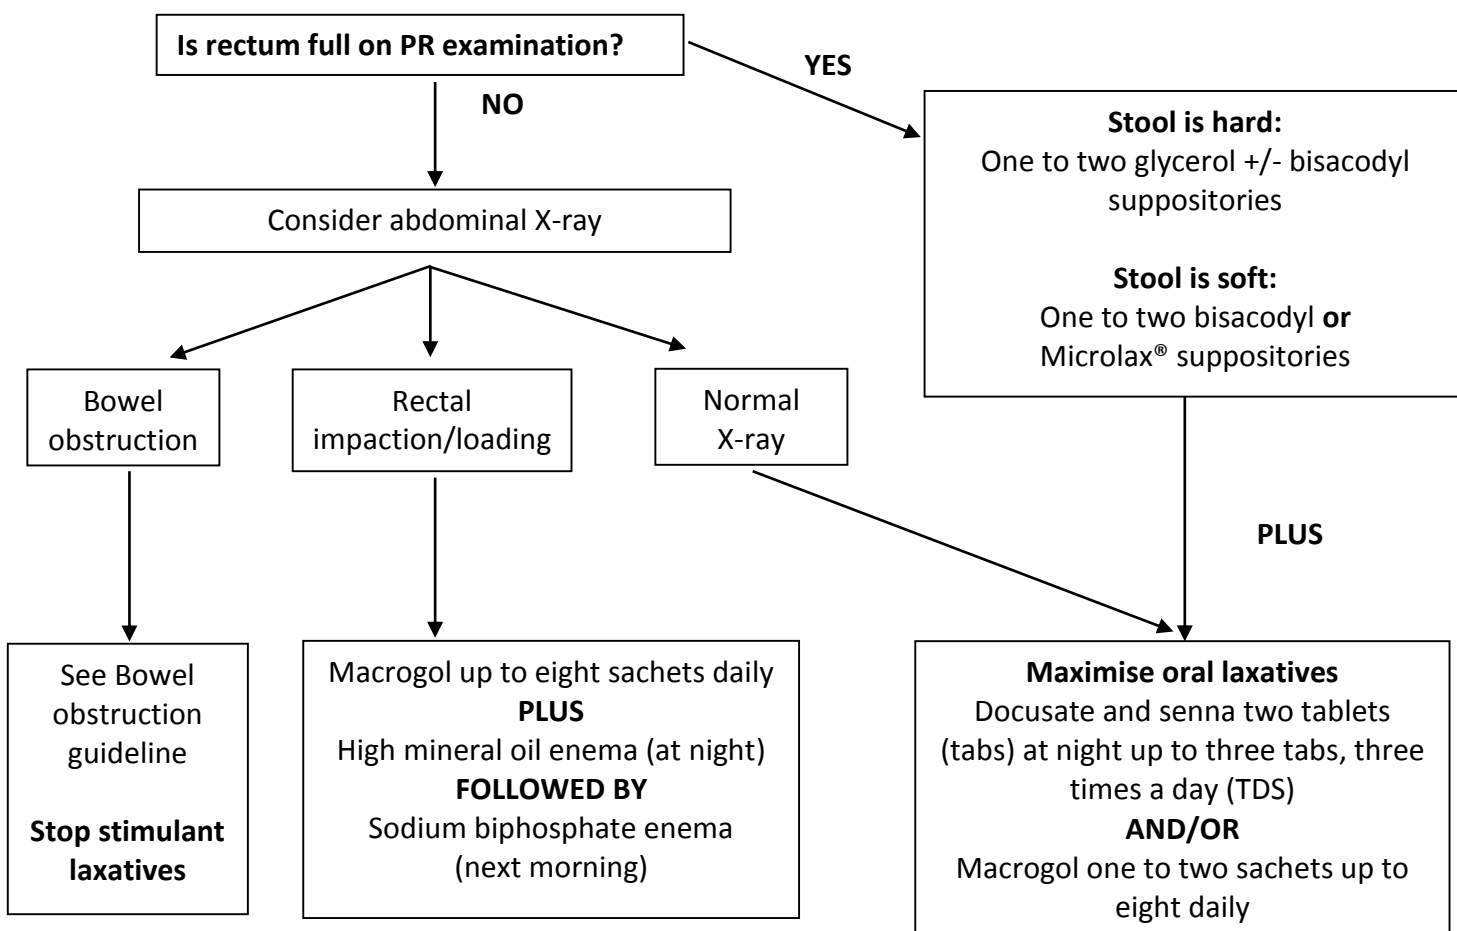 Is rectum full on PR examination?
YES
NO
Stool is hard:
One to two glycerol +/- bisacodyl
suppositories
Stool is soft:
One to two bisacodyl or
Microlax® suppositories
Consider abdominal X-ray
Bowel
obstruction
Rectal
impaction/loading
Normal
X-ray
PLUS
See Bowel
obstruction
guideline
Stop stimulant
laxatives
Macrogol up to eight sachets daily
PLUS
High mineral oil enema (at night)
FOLLOWED BY
Sodium biphosphate enema
(next morning)
Maximise oral laxatives
Docusate and senna two tablets
(tabs) at night up to three tabs, three
times a day (TDS)
AND/OR
Macrogol one to two sachets up to
eight daily